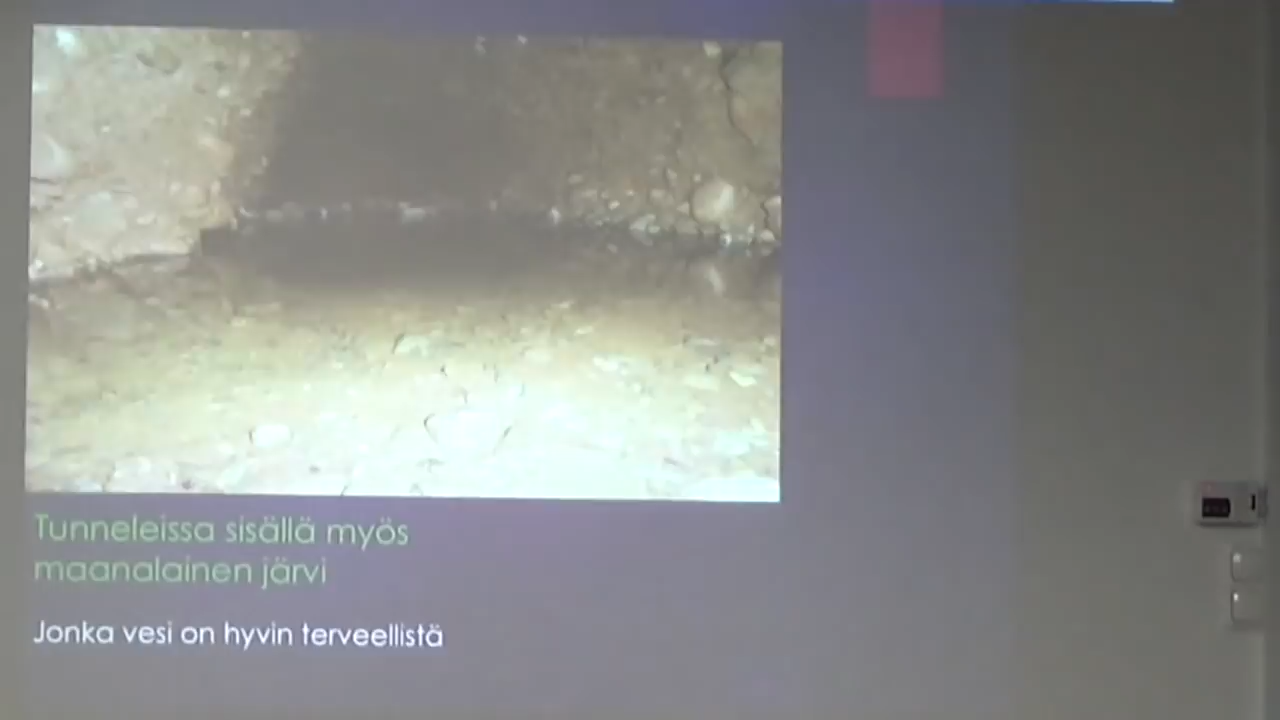 Tunneleissa sisällä myös
maanalainen järvi
Jonka vesi on hyvin terveellistä